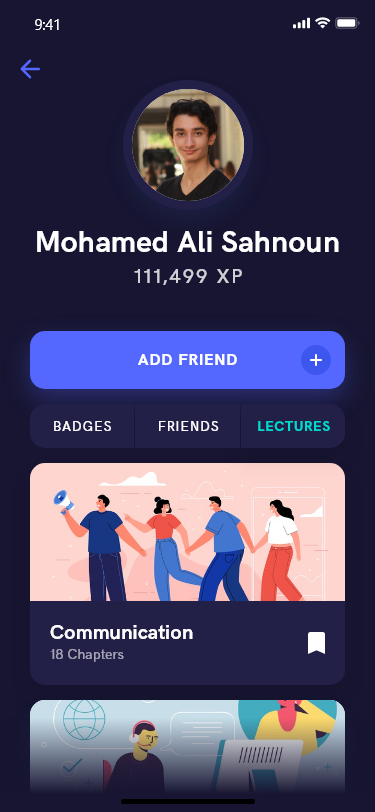 9:41
Mohamed Ali Sahnoun
111,499 XP
ADD FRIEND
BADGES
FRIENDS
LECTURES
Communication
18 Chapters